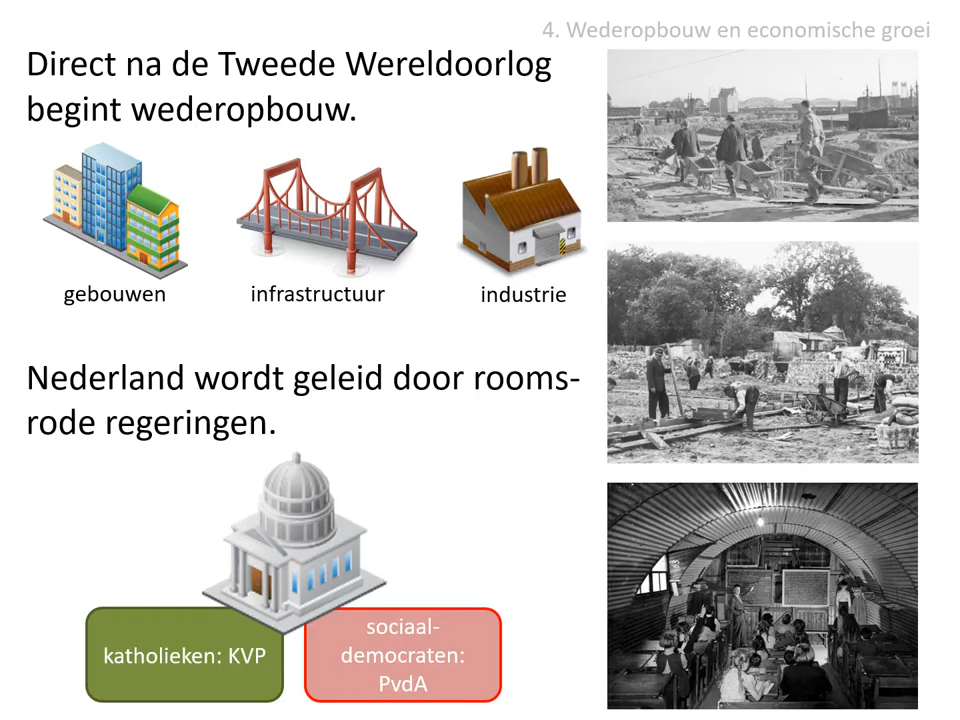 4. Wederopbouw en economische groei
Direct na de Tweede Wereldoorlog
begint wederopbouw.
gebouwen
infrastructuur
industrie
Nederland wordt geleid door rooms-
rode regeringen.
katholieken: KVP
sociaal-
democraten:
PvdA